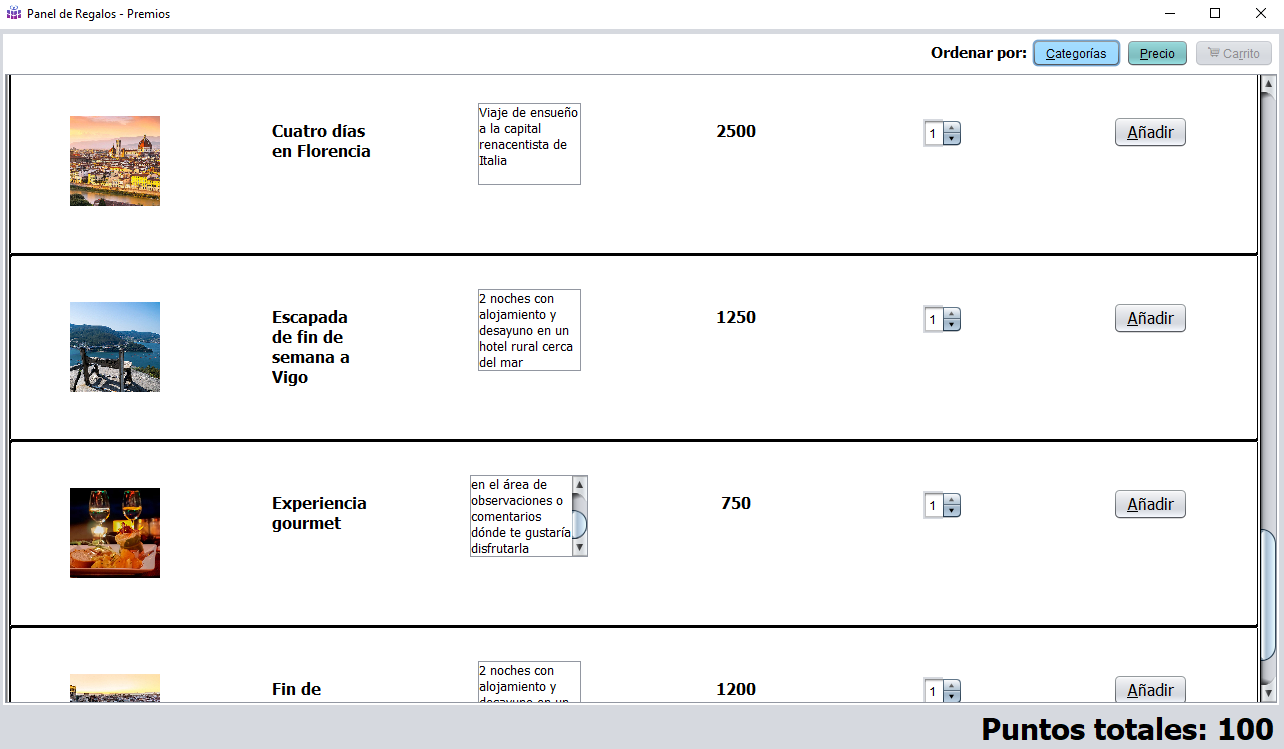 Panel de Regalos - Premios
Ordenar por:
Categorías
Precio
Carrito
Cuatro días
en Florencia
Viaje de ensueño
a la capital
renacentista de
Italia
2500
1
Añadir
Escapada
de fin de
semana a
Vigo
2 noches con
alojamiento y
desayuno en un
hotel rural cerca
del mar
1250
1
Añadir
Experiencia
gourmet
en el área de
observaciones o
comentarios
dónde te gustaría
disfrutarla
750
1
Añadir
Fin de
2 noches con
alojamiento y
desayuno en un
1200
1
Añadir
Puntos totales: 100